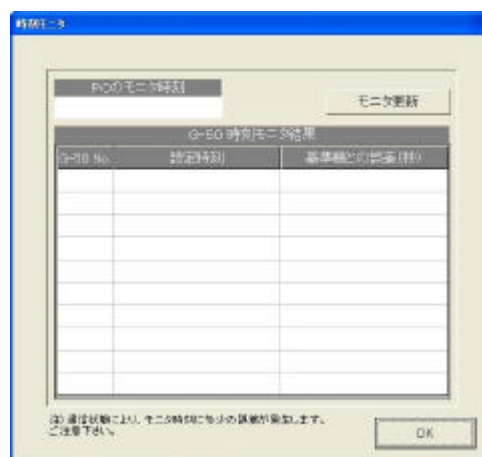 時刻モニタ
PCのモニタ時刻
モニタ更新
G-50 時刻モニタ結果
G-50 No. 設定時刻 基準機との誤差(秒)
注) 通信状態により、モニタ時刻に多少の誤差が発生します。
ご注意下さい。
OK